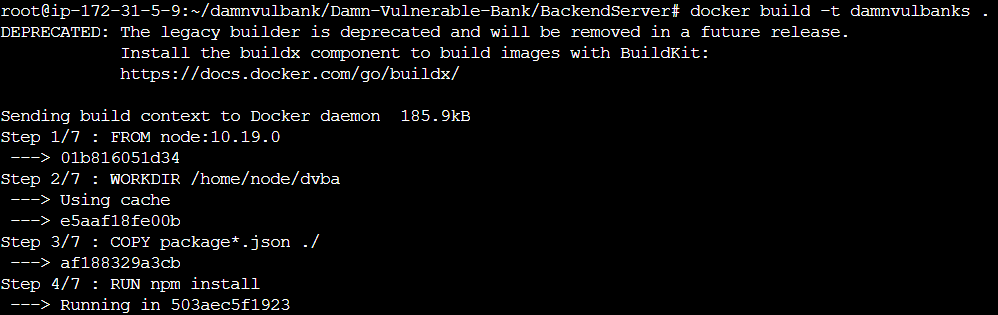 root@ip-172-31-5-9:~/damnvulbank/Damn-Vulnerable-Bank/BackendServer# docker build -t damnvulbanks .
DEPRECATED: The legacy builder is deprecated and will be removed in a future release.
            Install the buildx component to build images with BuildKit:
            https://docs.docker.com/go/buildx/

Sending build context to Docker daemon  185.9kB
Step 1/7 : FROM node:10.19.0
 ---> 01b816051d34
Step 2/7 : WORKDIR /home/node/dvba
 ---> Using cache
 ---> e5aaf18fe00b
Step 3/7 : COPY package*.json ./
 ---> af188329a3cb
Step 4/7 : RUN npm install
 ---> Running in 503aec5f1923